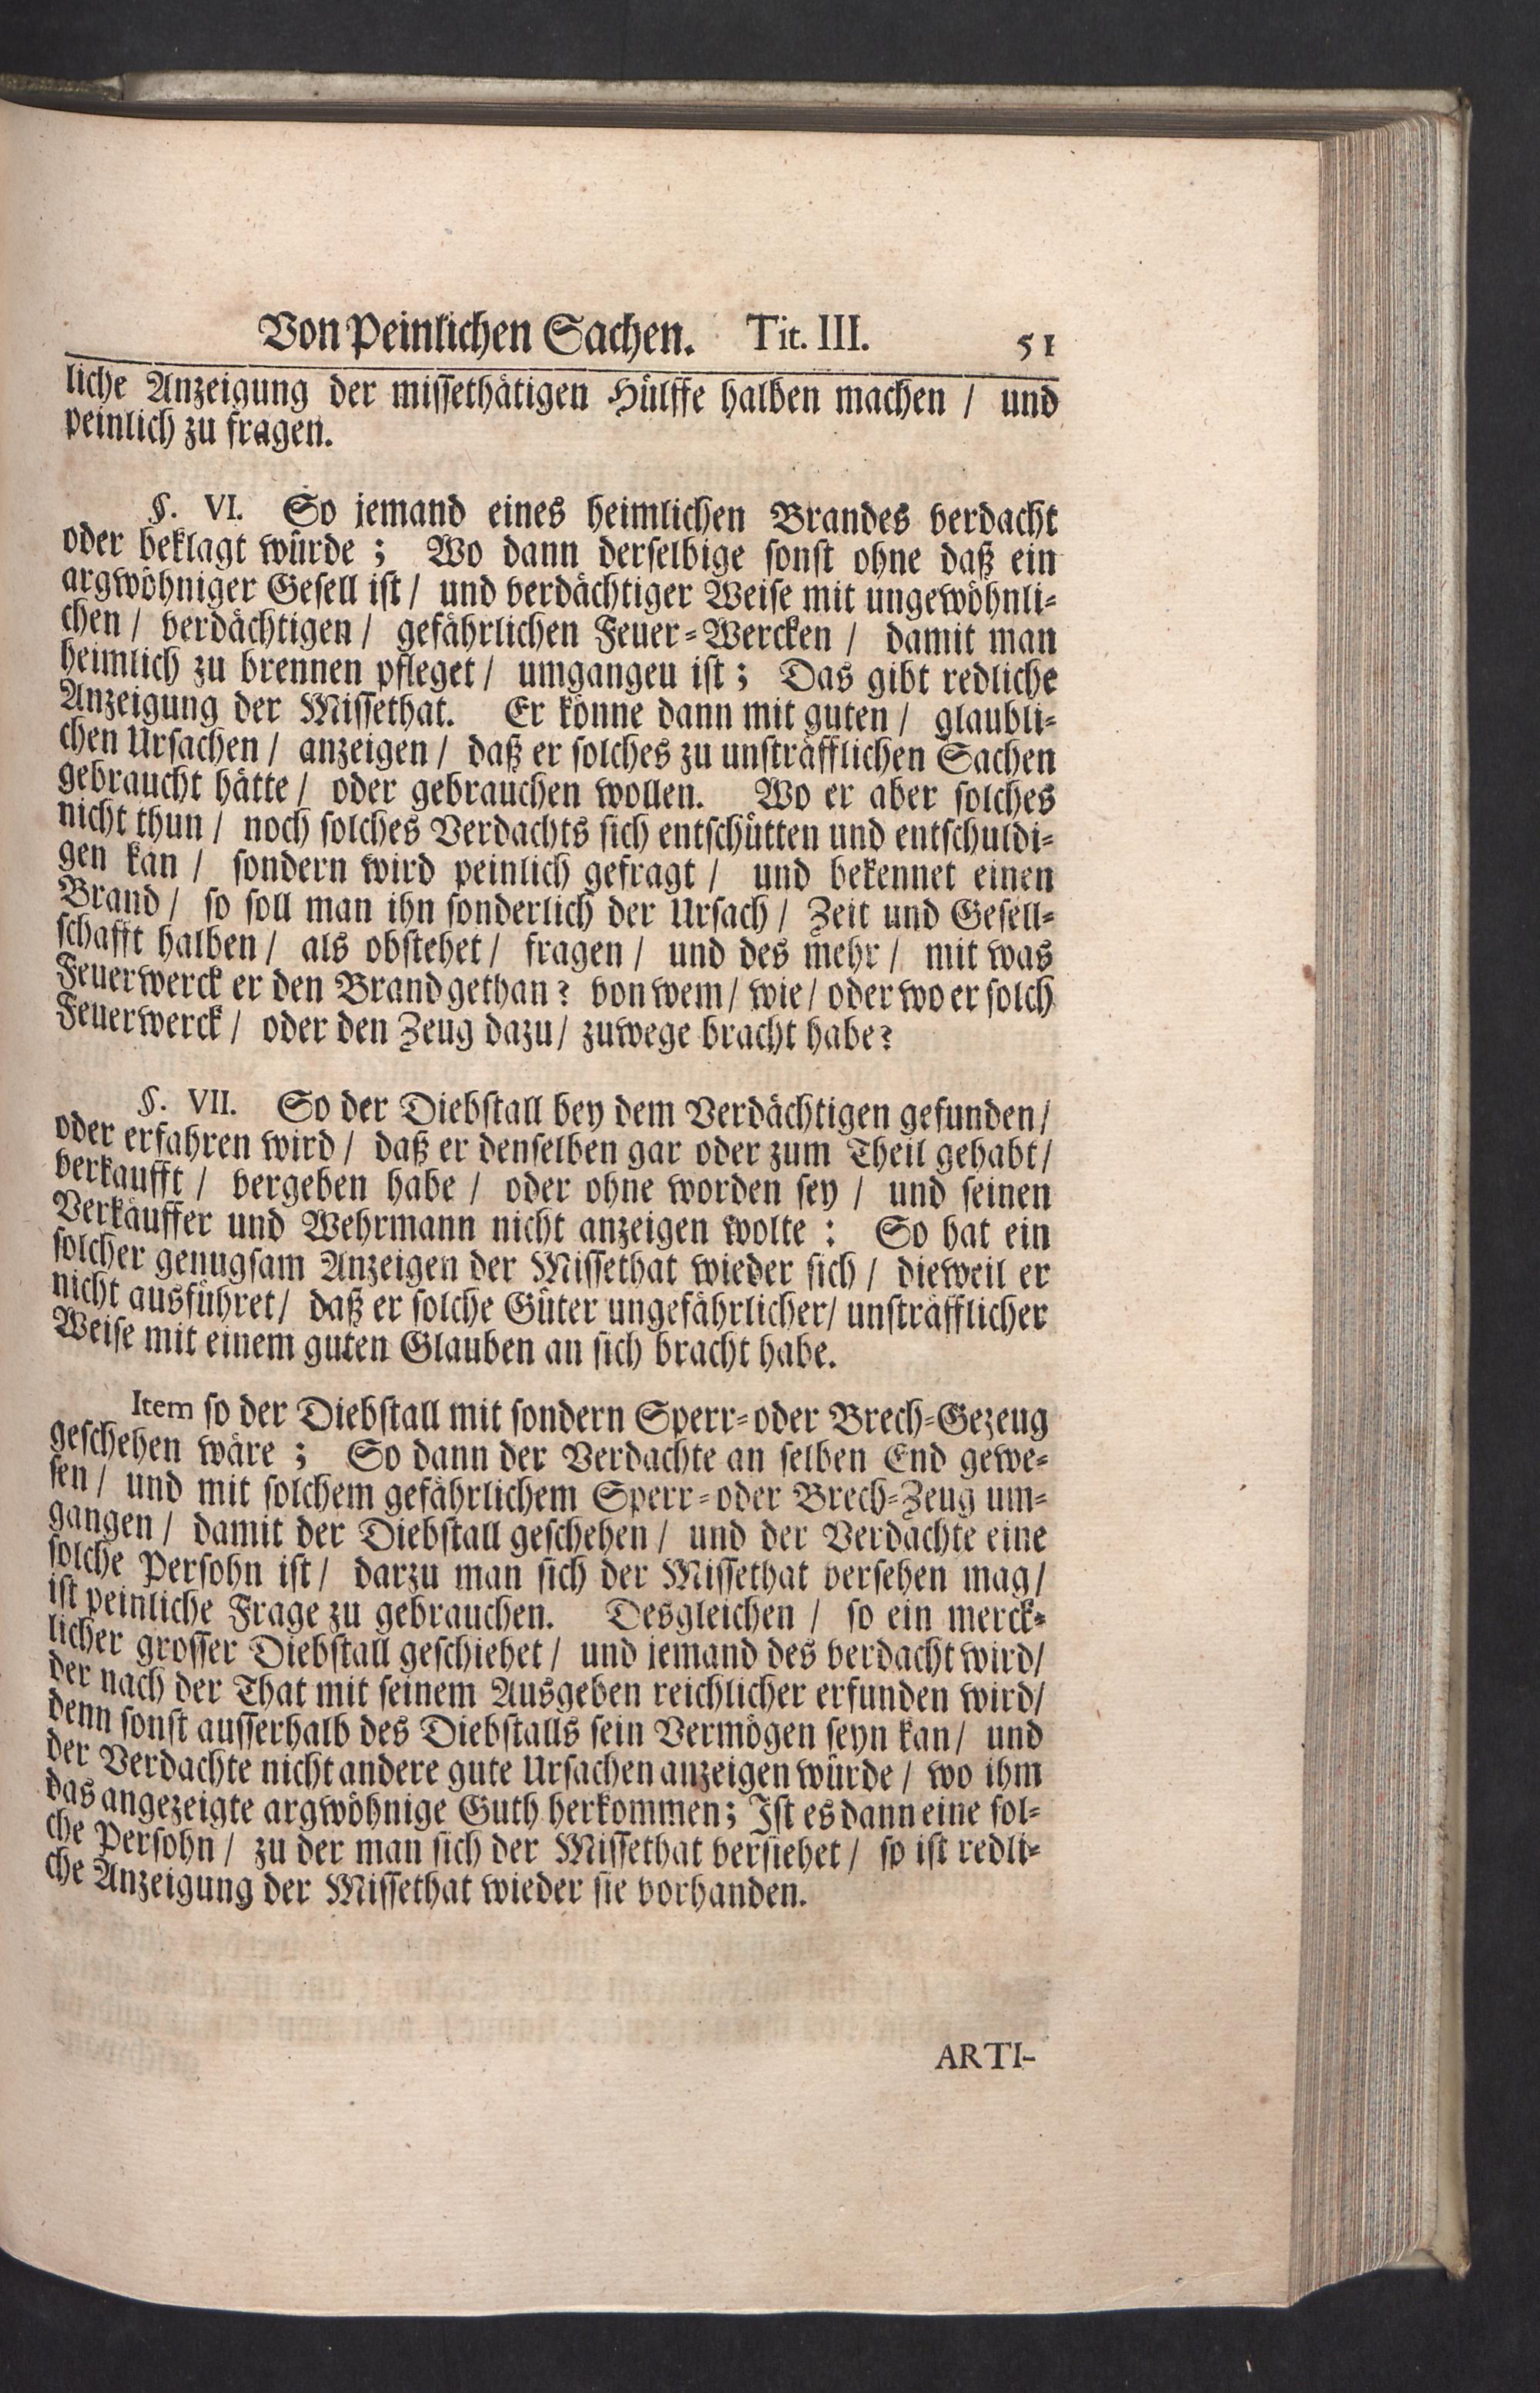 Von Peinlichen Sachen. Tit. III. 51
liche Anzeigung der missethätigen Hülffe halben machen / und
peinlich zu fragen.
§. VI. So jemand eines heimlichen Brandes verdacht
oder beklagt würde ; Wo dann derselbige sonst ohne daß ein
argwöhniger Gesell ist / und verdächtiger Weise mit ungewöhnli-
chen / verdächtigen / gefährlichen Feuer-Wercken / damit man
heimlich zu brennen pfleget / umgangen ist ; Das gibt redliche
Anzeigung der Missethat. Er könne dann mit guten / glaubli-
chen Ursachen / anzeigen / daß er solches zu unsträfflichen Sachen
gebraucht hätte / oder gebrauchen wollen. Wo er aber solches
nicht thun / noch solches Verdachts sich entschütten und entschuldi-
gen kan / sondern wird peinlich gefragt / und bekennet einen
Brand / so soll man ihn sonderlich der Ursach / Zeit und Gesell-
schafft halben / als obstehet / fragen / und des mehr / mit was
Feuerwerck er den Brand gethan ? von wem / wie / oder wo er solch
Feuerwerck / oder den Zeug dazu / zuwege bracht habe ?
§. VII. So der Diebstall bey dem Verdächtigen gefunden /
oder erfahren wird / daß er denselben gar oder zum Theil gehabt /
verkaufft / vergeben habe / oder ohne worden sey / und seinen
Verkäuffer und Wehrmann nicht anzeigen wolte : So hat ein
solcher genugsam Anzeigen der Missethat wieder sich / dieweil er
nicht ausführet / daß er solche Güter ungefährlicher / unsträfflicher
Weise mit einem guten Glauben an sich bracht habe.
Item so der Diebstall mit sondern Sperr-oder Brech-Gezeug
geschehen wäre ; So dann der Verdachte an selben End gewe-
sen / und mit solchem gefährlichem Sperr-oder Brech-Zeug um-
gangen / damit der Diebstall geschehen / und der Verdachte eine
solche Persohn ist / darzu man sich der Missethat versehen mag /
ist peinliche Frage zu gebrauchen. Desgleichen / so ein merck-
licher grosser Diebstall geschiehet / und jemand des verdacht wird /
der nach der That mit seinem Ausgeben reichlicher erfunden wird /
denn sonst ausserhalb des Diebstalls sein Vermögen seyn kan / und
der Verdachte nicht andere gute Ursachen anzeigen würde / wo ihm
das angezeigte argwöhnige Guth herkommen ; Ist es dann eine sol-
che Persohn / zu der man sich der Missethat versiehet / so ist redli-
che Anzeigung der Missethat wieder sie vorhanden.
ARTI-